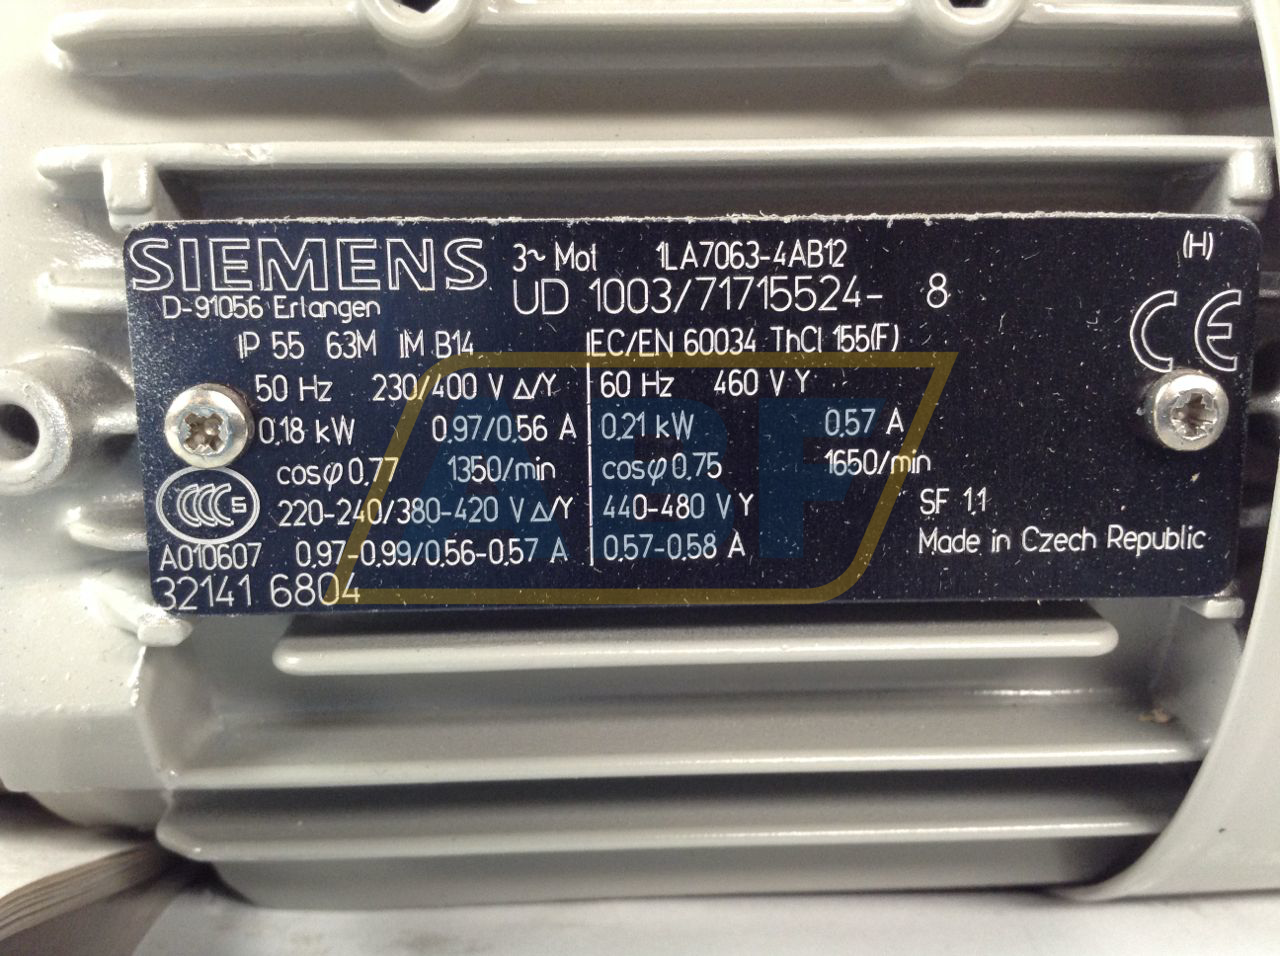 SIEMENS
D-91056 Erlangen
3~ Mot 1LA7063-4AB12
UD 1003/71715524- 8
(H)
IP 55 63M IM B14 IEC/EN 60034 ThCl 155(F)
CE
50 Hz 230/400 V Δ/Y 60 Hz 460 V Y
0.18 kW 0.97/0.56 A 0.21 kW 0.57 A
cosφ 0.77 1350/min cosφ 0.75 1650/min
CCC S
220-240/380-420 V Δ/Y 440-480 V Y SF 1.1
A010607 0.97-0.99/0.56-0.57 A 0.57-0.58 A Made in Czech Republic
32141 6804
ABF